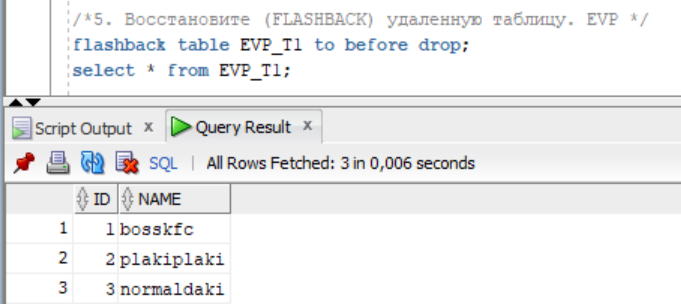 /*5. Восстановите (FLASHBACK) удаленную таблицу. EVP */
flashback table EVP_T1 to before drop;
select * from EVP_T1;
Script Output x Query Result x
SQL | All Rows Fetched: 3 in 0,006 seconds
ID NAME
1 1 bosskfc
2 2 plakiplaki
3 3 normaldaki